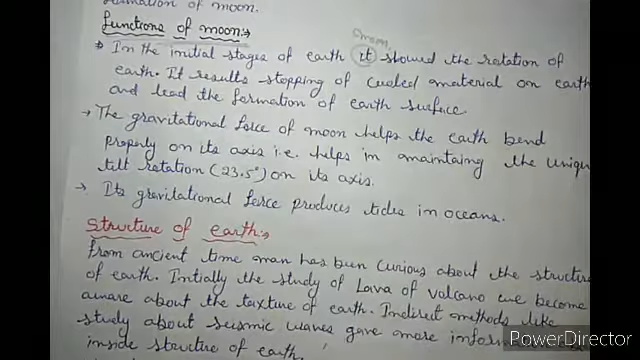 formation of moon.
Functions of moon:→
(moon)
* In the initial stages of earth it slowed the rotation of
earth. It results stopping of cooled material on earth
and lead the formation of earth surface
→ The gravitational force of moon helps the earth bend
properly on its axis i.e. helps in maintaing the uniqu
tilt rotation (23.5°) on its axis.
→ Its gravitational force produces tides in oceans.
Structure of earth:→
From ancient time man has been curious about the structure
of earth. Initially the study of Lava of volcano we become
aware about the taxture of earth. Indirect methods like
study about seismic waves gave more inform
inside structure of earth.
PowerDirector